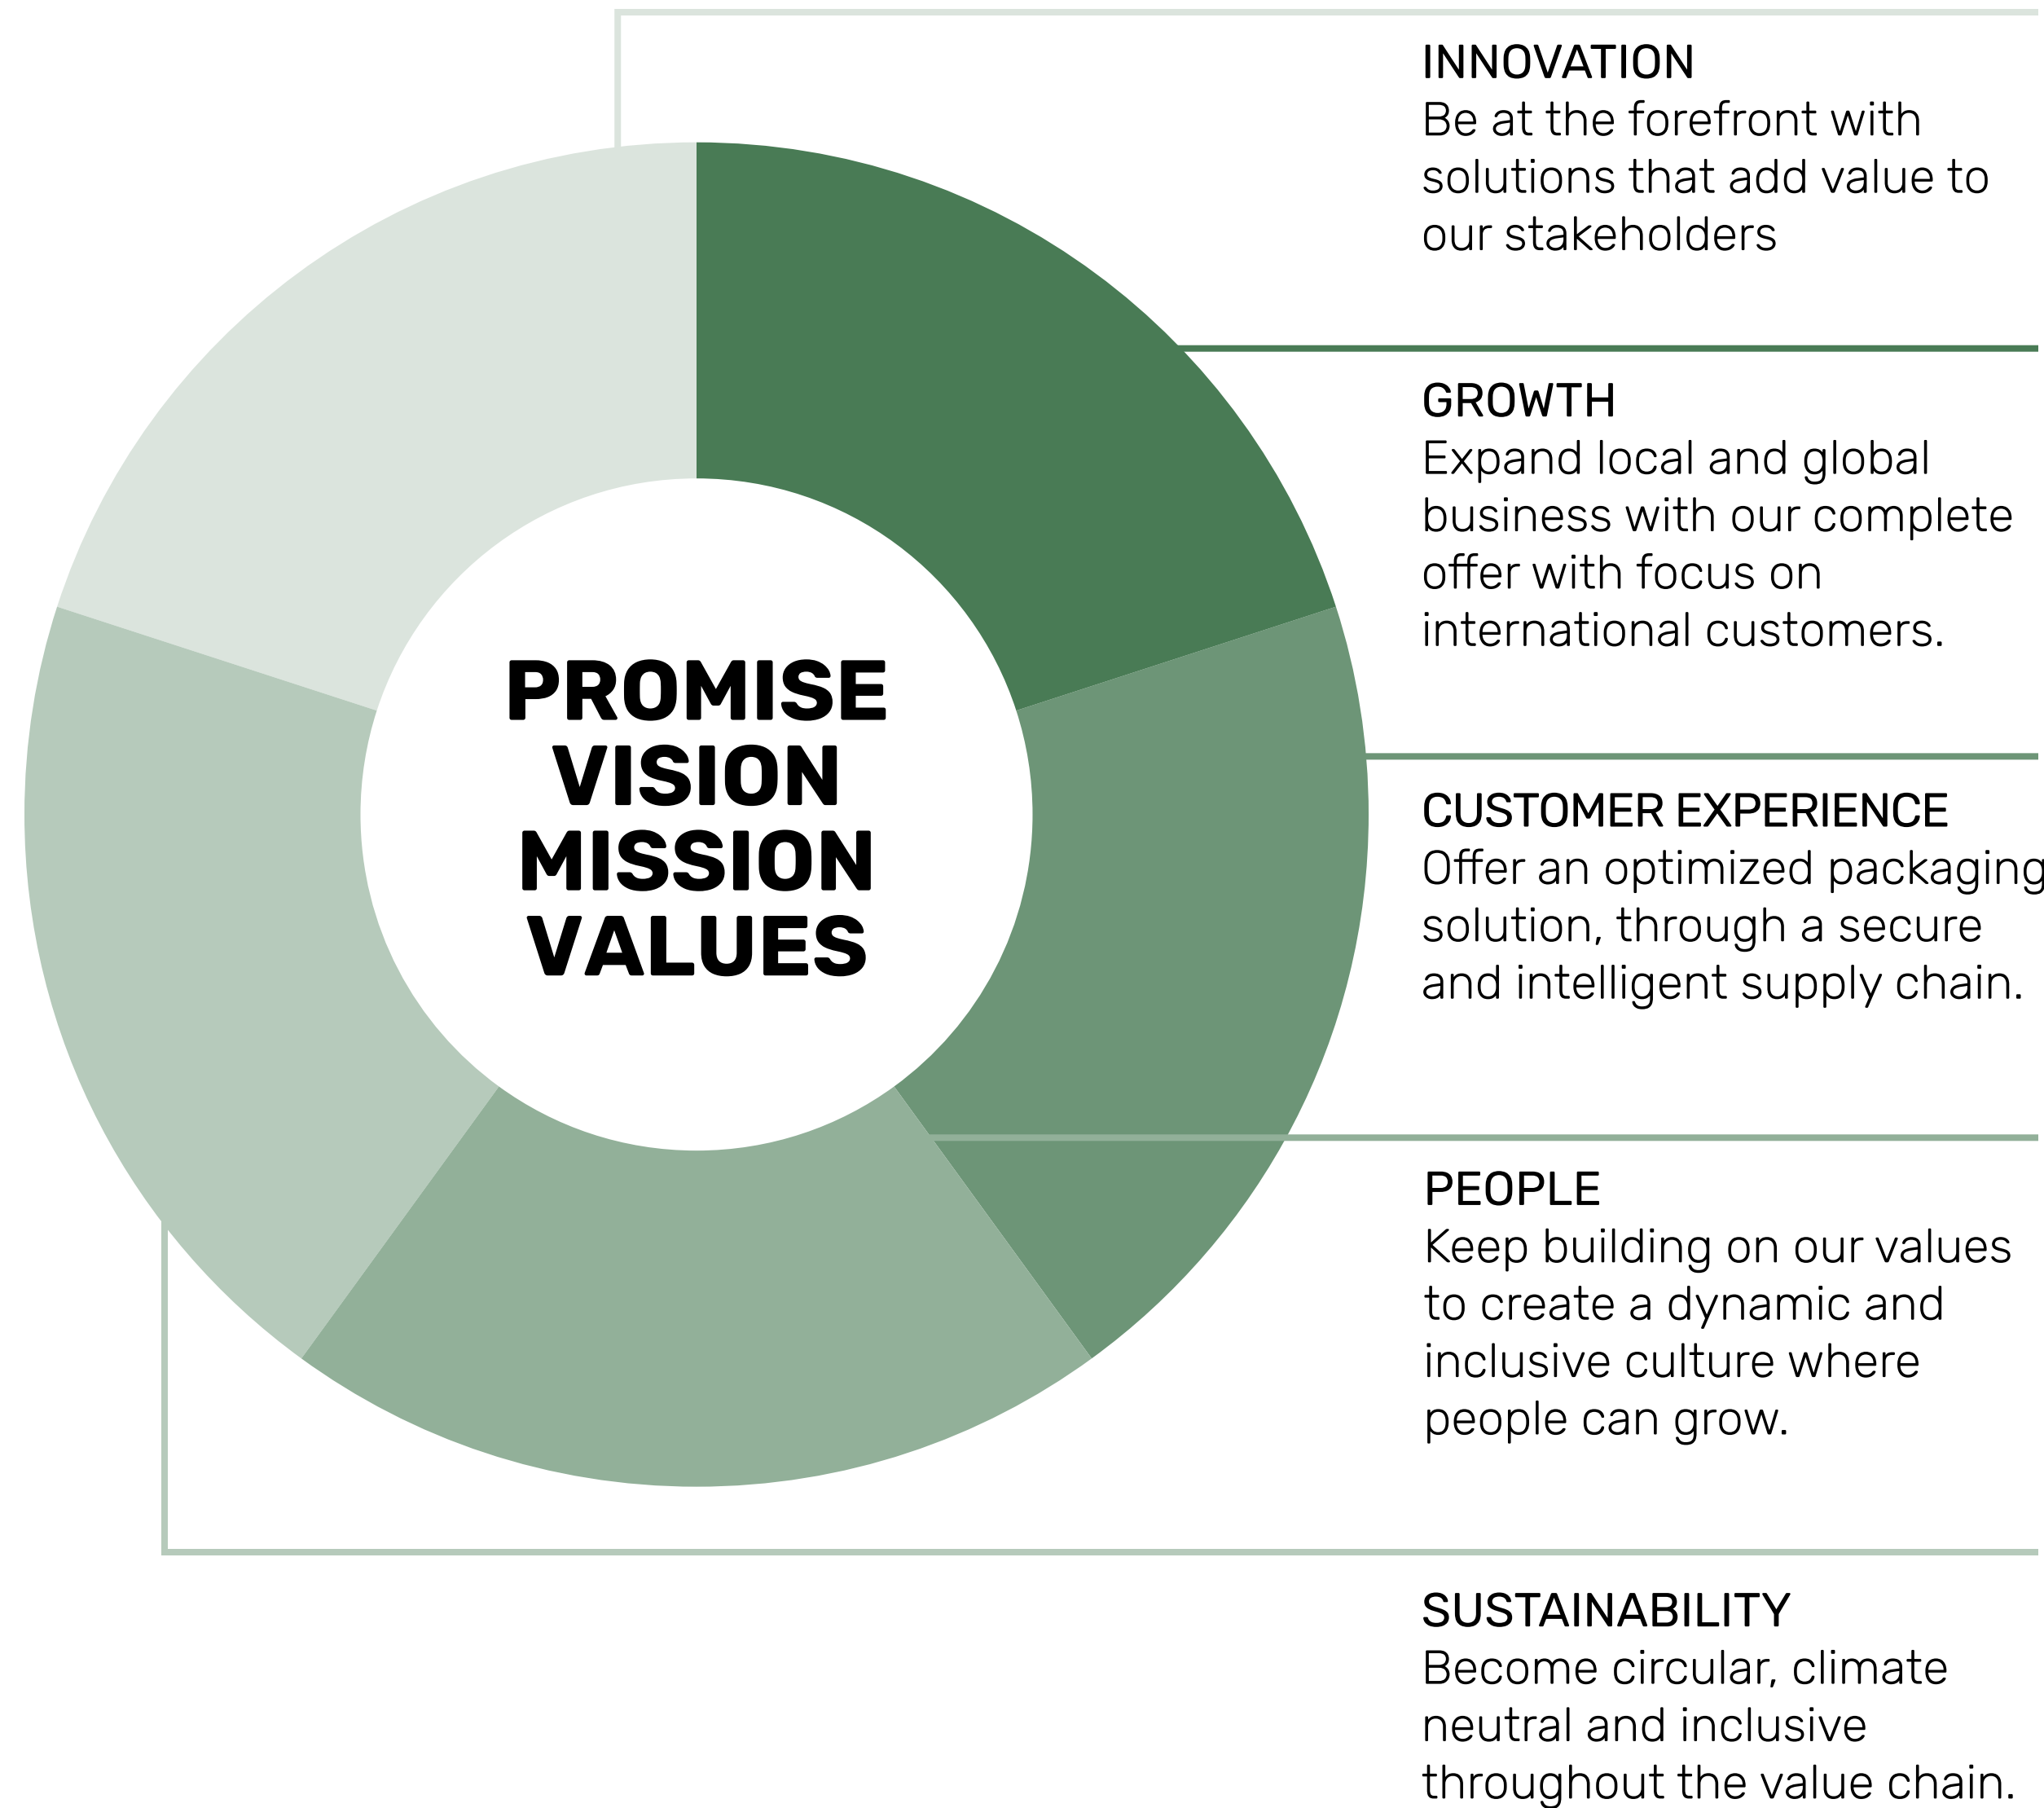 INNOVATION
Be at the forefront with
solutions that add value to
our stakeholders
GROWTH
Expand local and global
business with our complete
offer with focus on
international customers.
PROMISE
VISION
MISSION
VALUES
CUSTOMER EXPERIENCE
Offer an optimized packaging
solution, through a secure
and intelligent supply chain.
PEOPLE
Keep building on our values
to create a dynamic and
inclusive culture where
people can grow.
SUSTAINABILITY
Become circular, climate
neutral and inclusive
throughout the value chain.